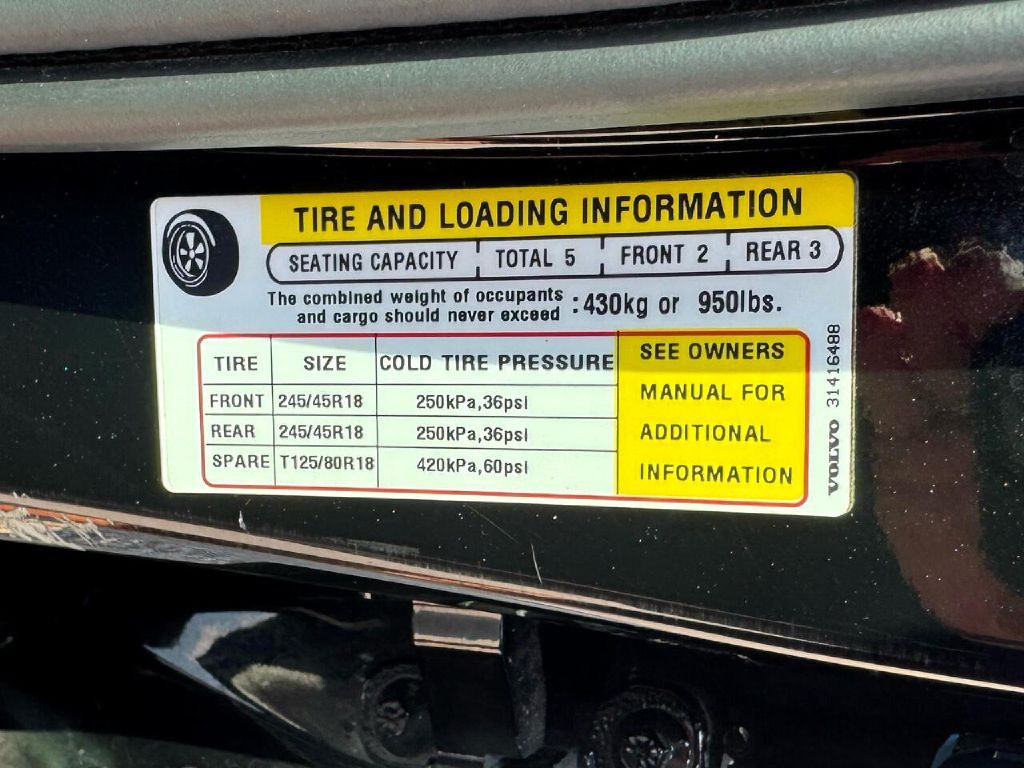 TIRE AND LOADING INFORMATION
SEATING CAPACITY TOTAL 5 FRONT 2 REAR 3
The combined weight of occupants
and cargo should never exceed :430kg or 950lbs.
TIRE SIZE COLD TIRE PRESSURE
FRONT 245/45R18 250kPa,36psI
REAR 245/45R18 250kPa,36psI
SPARE T125/80R18 420kPa,60psI
SEE OWNERS
MANUAL FOR
ADDITIONAL
INFORMATION
VOLVO 31416488